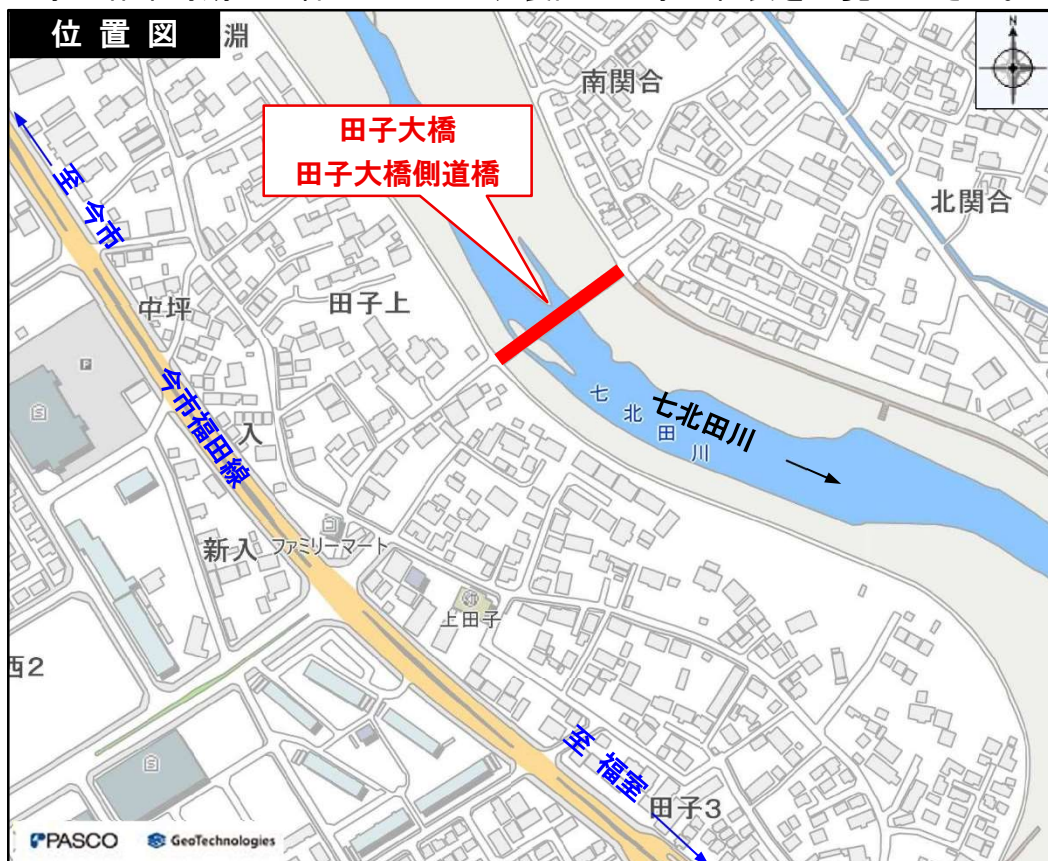 位置図
淵
N
南関合
田子大橋
田子大橋側道橋
北関合
至 今市
中坪
田子上
P
今市福田線
入
七北田川
七北田川
新入
ファミリーマート
上田子
西2
至 福室
田子3
PASCO
GeoTechnologies